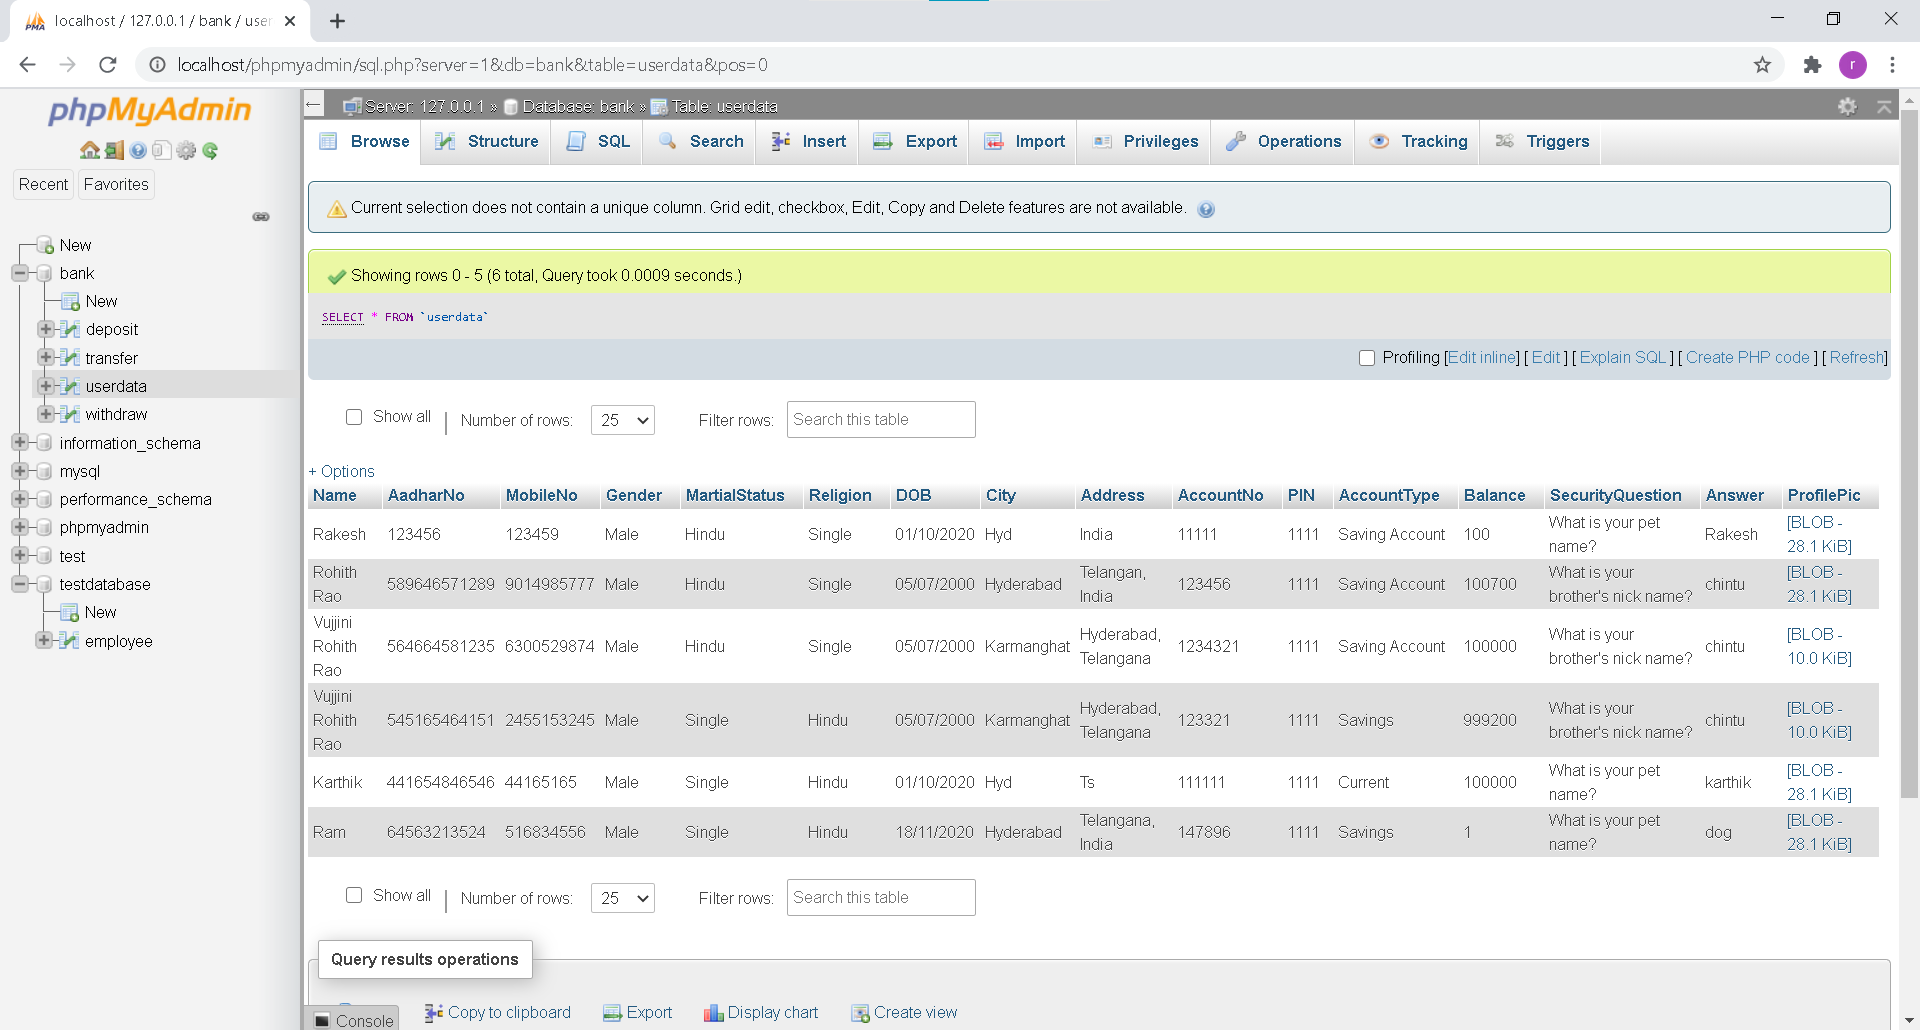 localhost / 127.0.0.1 / bank / user
localhost/phpmyadmin/sql.php?server=1&db=bank&table=userdata&pos=0
r
phpMyAdmin
Recent
Favorites
New
bank
New
deposit
transfer
userdata
withdraw
information_schema
mysql
performance_schema
phpmyadmin
test
testdatabase
New
employee
Server: 127.0.0.1 » Database: bank » Table: userdata
Browse Structure SQL Search Insert Export Import Privileges Operations Tracking Triggers
Current selection does not contain a unique column. Grid edit, checkbox, Edit, Copy and Delete features are not available.
Showing rows 0 - 5 (6 total, Query took 0.0009 seconds.)
SELECT * FROM `userdata`
Profiling [Edit inline] [ Edit ] [ Explain SQL ] [ Create PHP code ] [ Refresh]
Show all | Number of rows: 25 Filter rows: Search this table
+ Options
Name AadharNo MobileNo Gender MartialStatus Religion DOB City Address AccountNo PIN AccountType Balance SecurityQuestion Answer ProfilePic
Rakesh 123456 123459 Male Hindu Single 01/10/2020 Hyd India 11111 1111 Saving Account 100 What is your pet name? Rakesh [BLOB - 28.1 KiB]
Rohith Rao 589646571289 9014985777 Male Hindu Single 05/07/2000 Hyderabad Telangan, India 123456 1111 Saving Account 100700 What is your brother's nick name? chintu [BLOB - 28.1 KiB]
Vujjini Rohith Rao 564664581235 6300529874 Male Hindu Single 05/07/2000 Karmanghat Hyderabad, Telangana 1234321 1111 Saving Account 100000 What is your brother's nick name? chintu [BLOB - 10.0 KiB]
Vujjini Rohith Rao 545165464151 2455153245 Male Single Hindu 05/07/2000 Karmanghat Hyderabad, Telangana 123321 1111 Savings 999200 What is your brother's nick name? chintu [BLOB - 10.0 KiB]
Karthik 441654846546 44165165 Male Single Hindu 01/10/2020 Hyd Ts 111111 1111 Current 100000 What is your pet name? karthik [BLOB - 28.1 KiB]
Ram 64563213524 516834556 Male Single Hindu 18/11/2020 Hyderabad Telangana, India 147896 1111 Savings 1 What is your pet name? dog [BLOB - 28.1 KiB]
Show all | Number of rows: 25 Filter rows: Search this table
Query results operations
Copy to clipboard Export Display chart Create view
Console